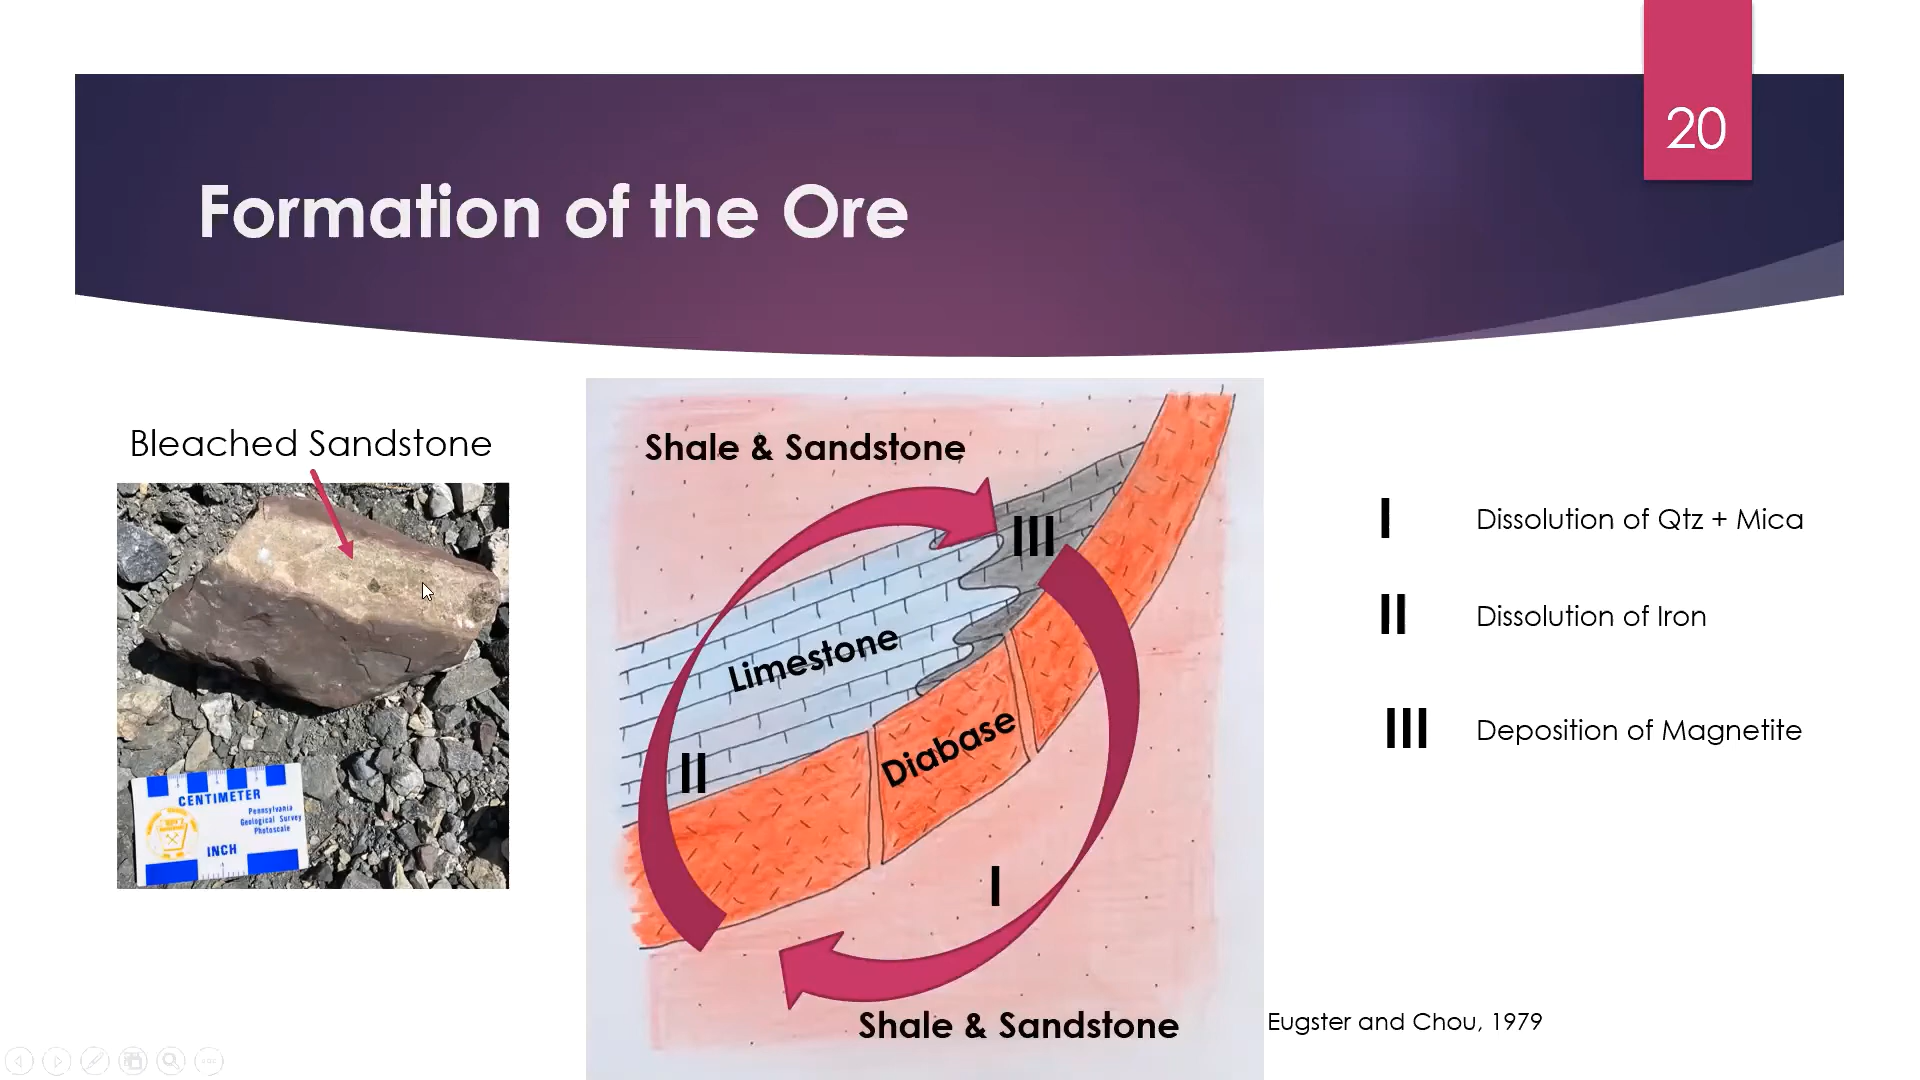 20
Formation of the Ore
Bleached Sandstone
CENTIMETER
Pennsylvania
Geological Survey
Photoscale
INCH
Shale & Sandstone
III
Limestone
Diabase
II
I
Shale & Sandstone
I Dissolution of Qtz + Mica
II Dissolution of Iron
III Deposition of Magnetite
Eugster and Chou, 1979